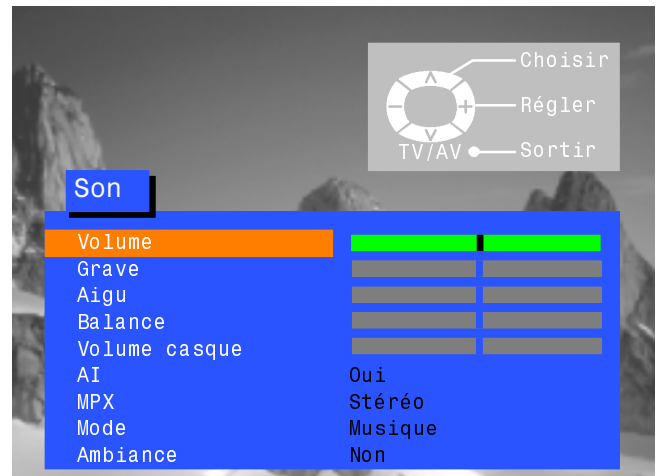 Choisir
Régler
TV/AV Sortir
Son
Volume
Grave
Aigu
Balance
Volume casque
AI Oui
MPX Stéréo
Mode Musique
Ambiance Non